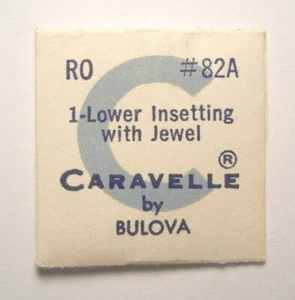 RO #82A
1-Lower Insetting
with Jewel
CARAVELLE®
by
BULOVA